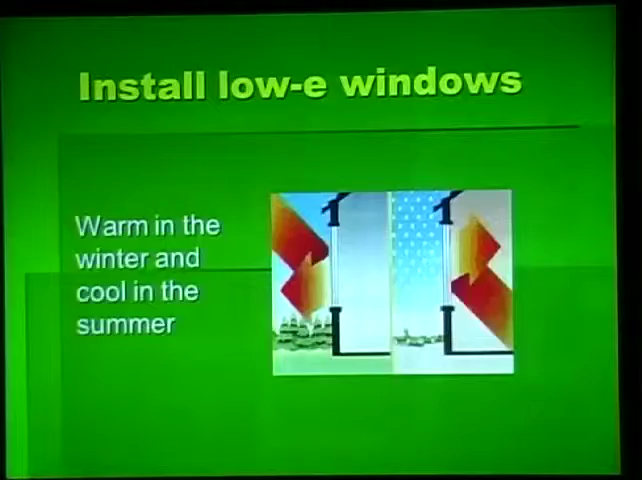 Install low-e windows
Warm in the
winter and
cool in the
summer